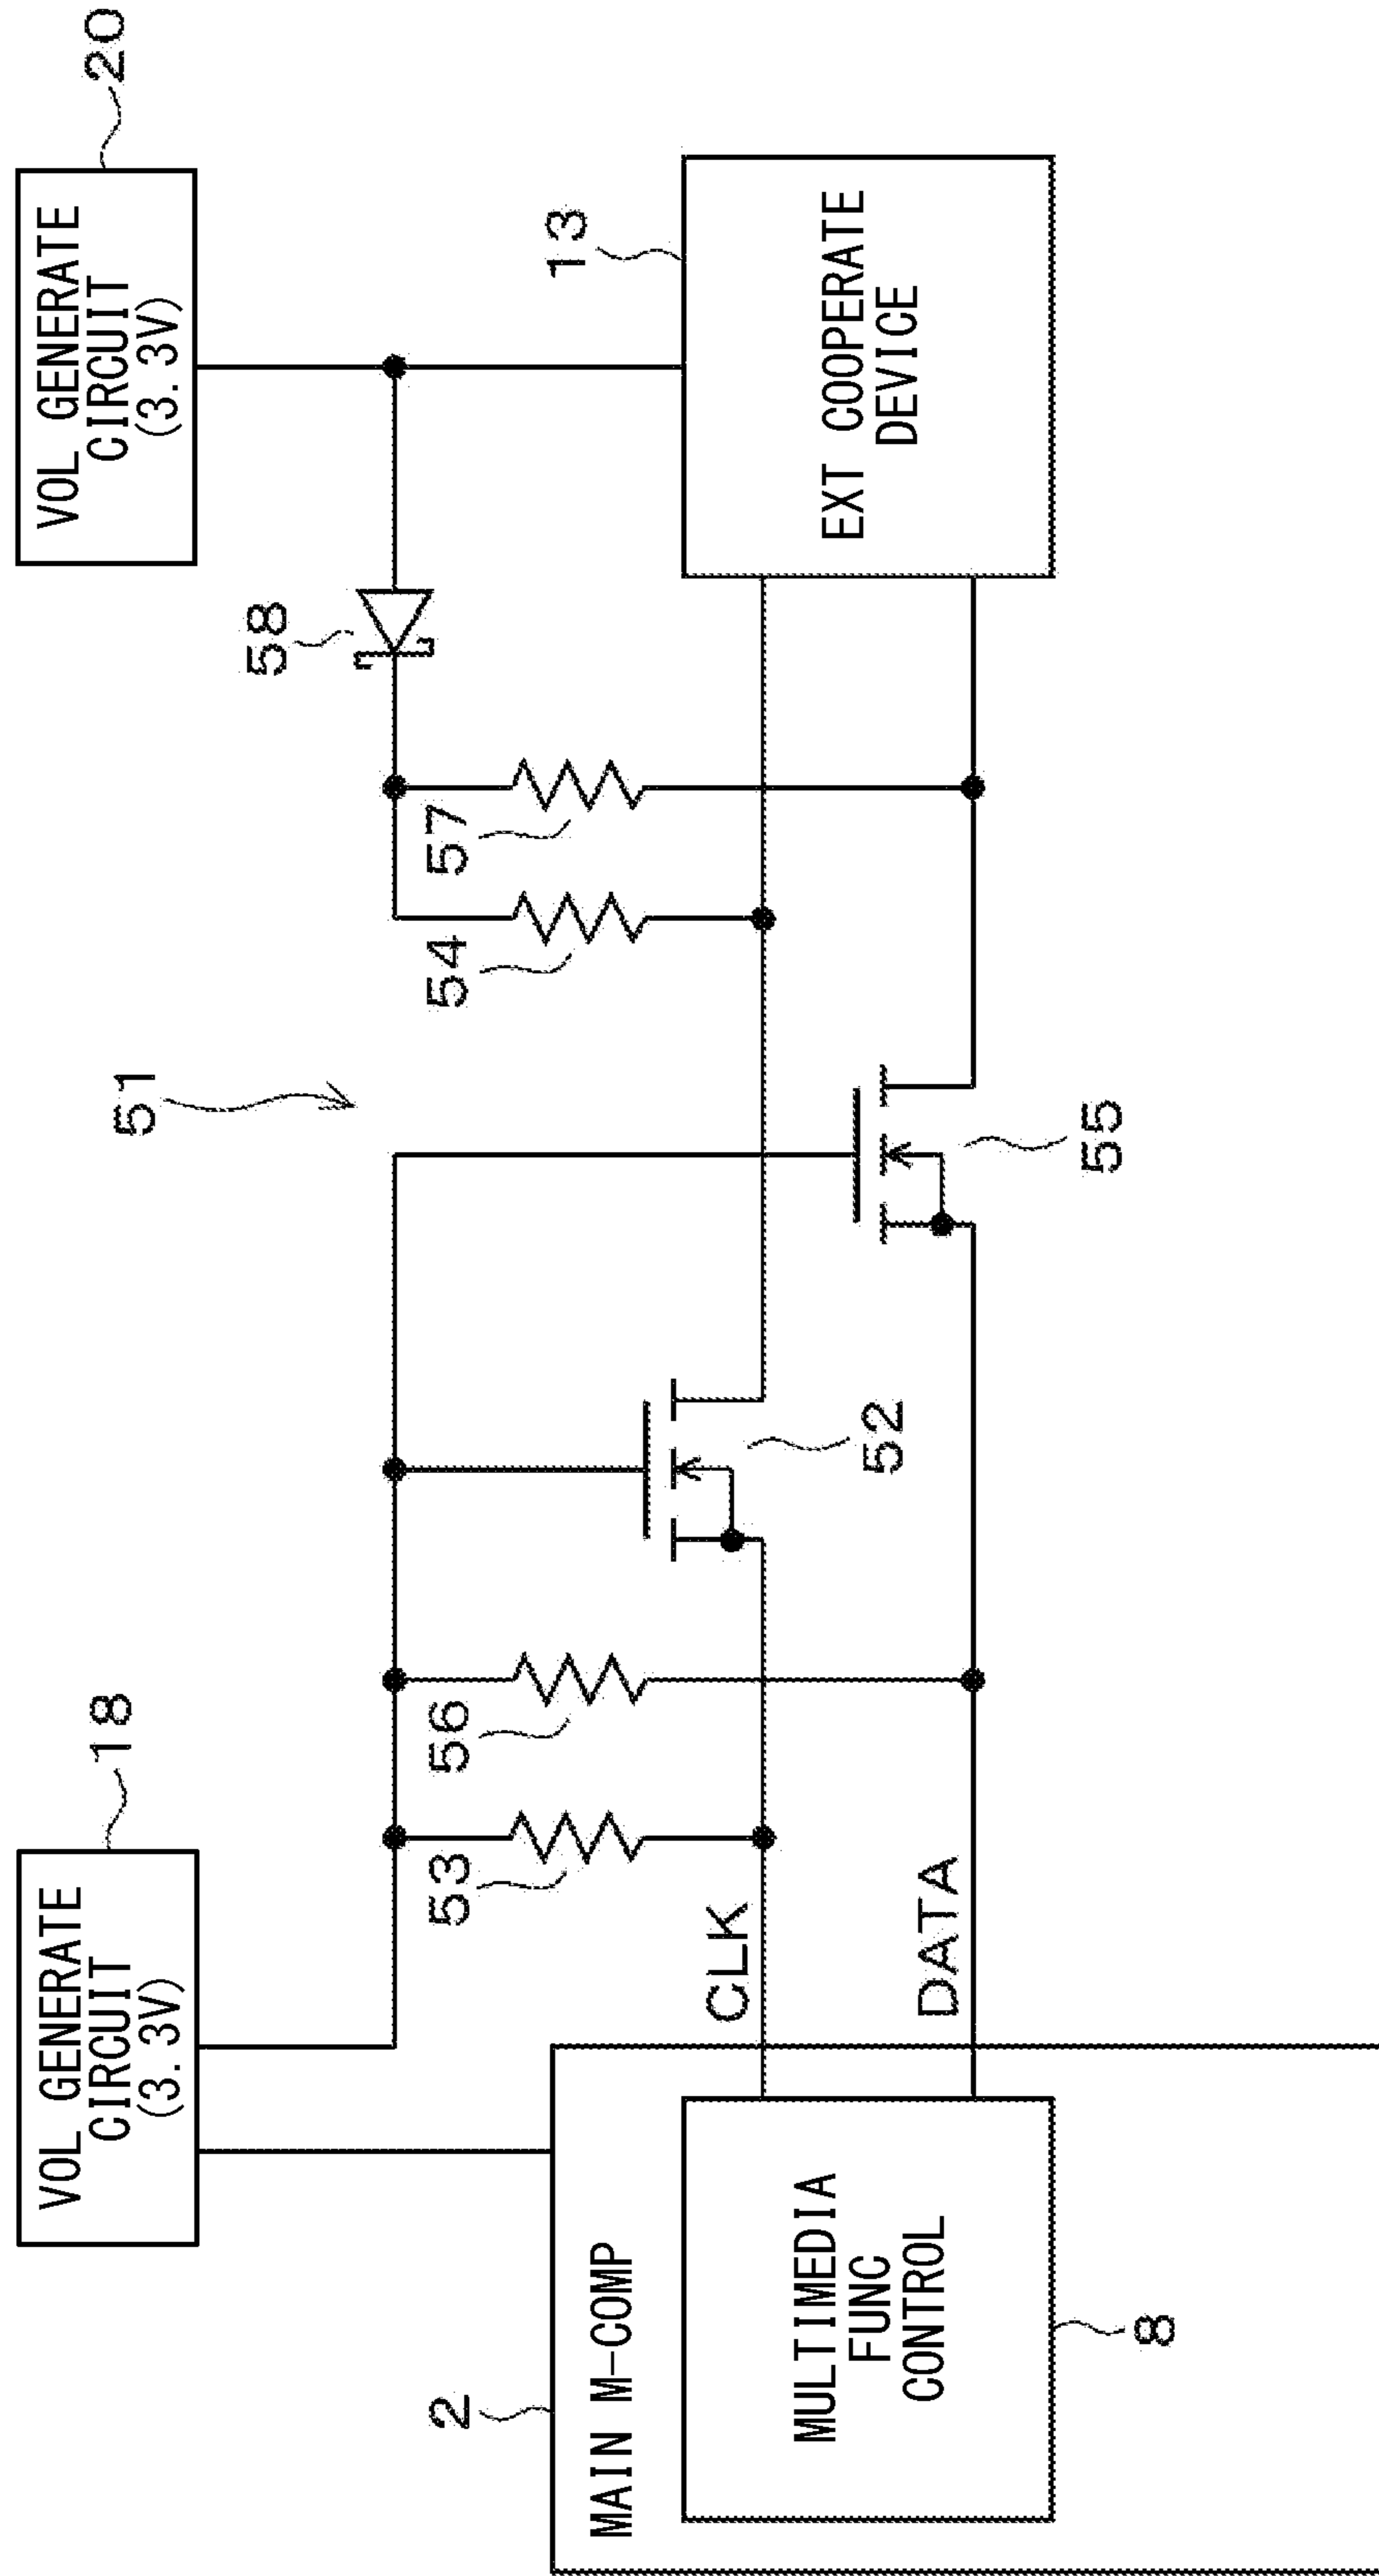 VOL GENERATE
CIRCUIT
(3.3V)
18
VOL GENERATE
CIRCUIT
(3.3V)
20
51
58
53
56
54
57
2
MAIN M-COMP
MULTIMEDIA
FUNC
CONTROL
8
CLK
DATA
52
55
EXT COOPERATE
DEVICE
13